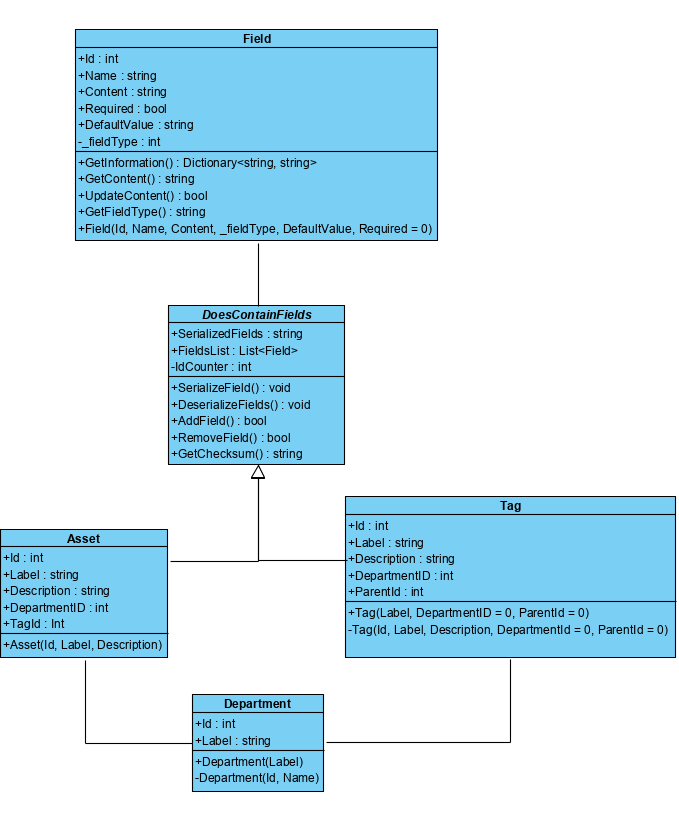 Field
+Id : int
+Name : string
+Content : string
+Required : bool
+DefaultValue : string
-_fieldType : int
+GetInformation() : Dictionary<string, string>
+GetContent() : string
+UpdateContent() : bool
+GetFieldType() : string
+Field(Id, Name, Content, _fieldType, DefaultValue, Required = 0)
DoesContainFields
+SerializedFields : string
+FieldsList : List<Field>
-IdCounter : int
+SerializeField() : void
+DeserializeFields() : void
+AddField() : bool
+RemoveField() : bool
+GetChecksum() : string
Asset
+Id : int
+Label : string
+Description : string
+DepartmentID : int
+TagId : Int
+Asset(Id, Label, Description)
Tag
+Id : int
+Label : string
+Description : string
+DepartmentID : int
+ParentId : int
+Tag(Label, DepartmentID = 0, ParentId = 0)
-Tag(Id, Label, Description, DepartmentId = 0, ParentId = 0)
Department
+Id : int
+Label : string
+Department(Label)
-Department(Id, Name)